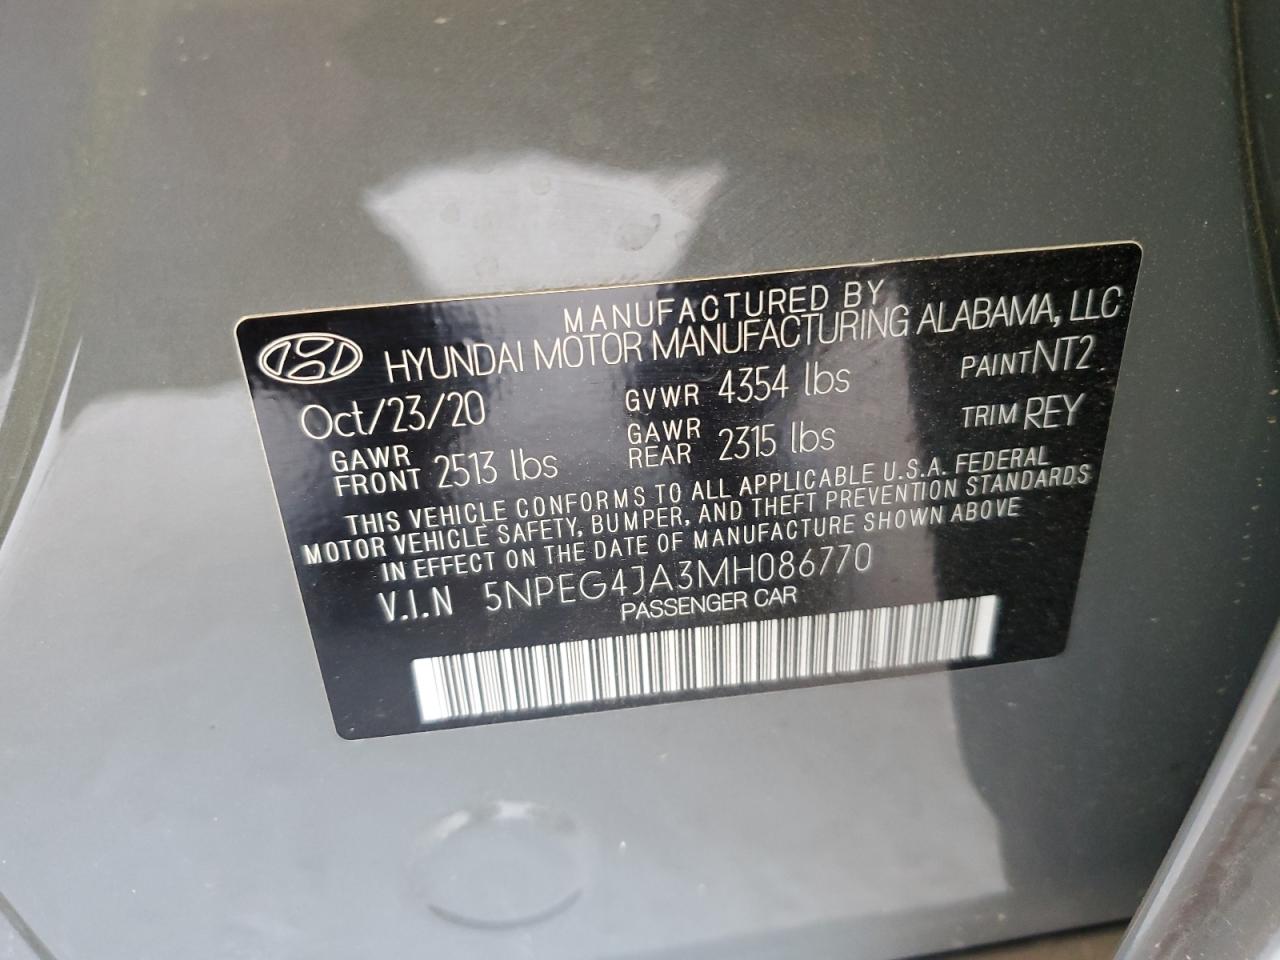 MANUFACTURED BY
HYUNDAI MOTOR MANUFACTURING ALABAMA, LLC
Oct/23/20 GVWR 4354 lbs PAINT NT2
GAWR FRONT 2513 lbs GAWR REAR 2315 lbs TRIM REY
THIS VEHICLE CONFORMS TO ALL APPLICABLE U.S.A. FEDERAL
MOTOR VEHICLE SAFETY, BUMPER, AND THEFT PREVENTION STANDARDS
IN EFFECT ON THE DATE OF MANUFACTURE SHOWN ABOVE
V.I.N 5NPEG4JA3MH086770
PASSENGER CAR